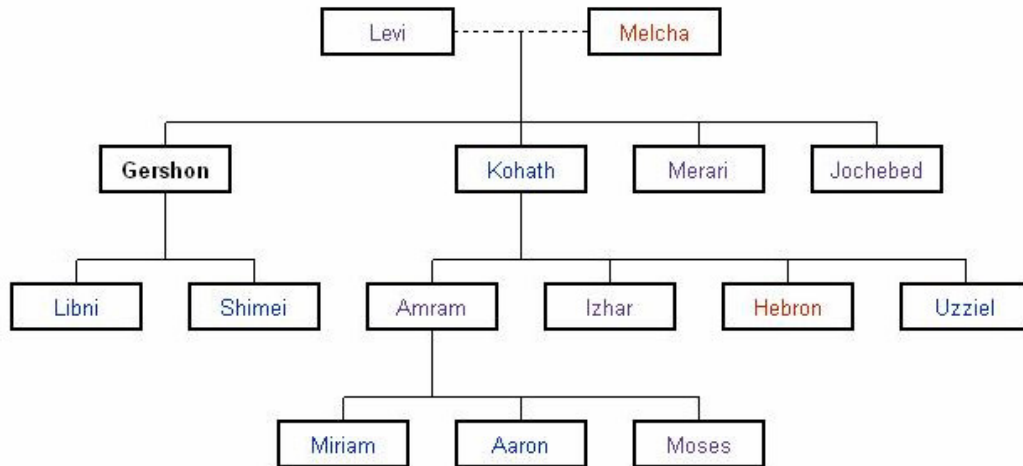 Levi Melcha
Gershon Kohath Merari Jochebed
Libni Shimei Amram Izhar Hebron Uzziel
Miriam Aaron Moses